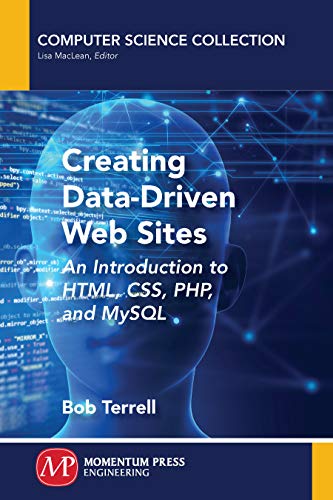 COMPUTER SCIENCE COLLECTION
Lisa MacLean, Editor
Creating
Data-Driven
Web Sites
An Introduction to
HTML, CSS, PHP,
and MySQL
Bob Terrell
MP
MOMENTUM PRESS
ENGINEERING